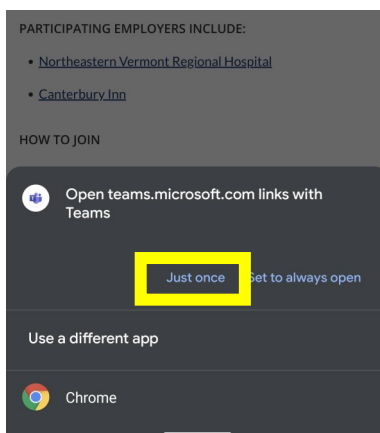 PARTICIPATING EMPLOYERS INCLUDE:
• Northeastern Vermont Regional Hospital
• Canterbury Inn
HOW TO JOIN
Open teams.microsoft.com links with
Teams
Just once Set to always open
Use a different app
Chrome